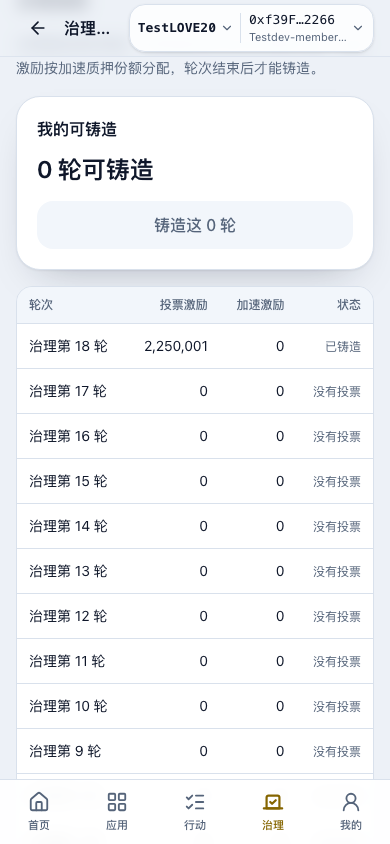 治理...
TestLOVE20
0xf39F…2266
Testdev-member...
激励按加速质押份额分配，轮次结束后才能铸造。
我的可铸造
0 轮可铸造
铸造这 0 轮
轮次 投票激励 加速激励 状态
治理第 18 轮 2,250,001 0 已铸造
治理第 17 轮 0 0 没有投票
治理第 16 轮 0 0 没有投票
治理第 15 轮 0 0 没有投票
治理第 14 轮 0 0 没有投票
治理第 13 轮 0 0 没有投票
治理第 12 轮 0 0 没有投票
治理第 11 轮 0 0 没有投票
治理第 10 轮 0 0 没有投票
治理第 9 轮 0 0 没有投票
首页 应用 行动 治理 我的